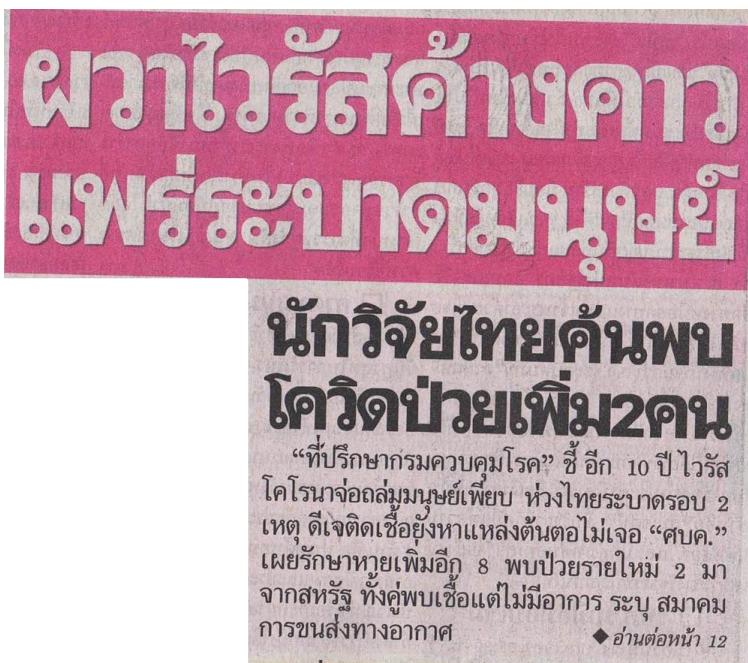 ผวาไวรัสค้างคาว
แพร่ระบาดมนุษย์
นักวิจัยไทยค้นพบ
โควิดป่วยเพิ่ม2คน
“ที่ปรึกษากรมควบคุมโรค” ชี้ อีก 10 ปี ไวรัส
โคโรนาจ่อถล่มมนุษย์เพียบ ห่วงไทยระบาดรอบ 2
เหตุ ดีเจติดเชื้อยังหาแหล่งต้นตอไม่เจอ “ศบค.”
เผยรักษาหายเพิ่มอีก 8 พบป่วยรายใหม่ 2 มา
จากสหรัฐ ทั้งคู่พบเชื้อแต่ไม่มีอาการ ระบุ สมาคม
การขนส่งทางอากาศ ◆ อ่านต่อหน้า 12